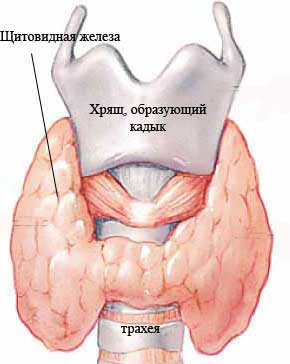 Щитовидная железа
Хрящ, образующий
кадык
трахея